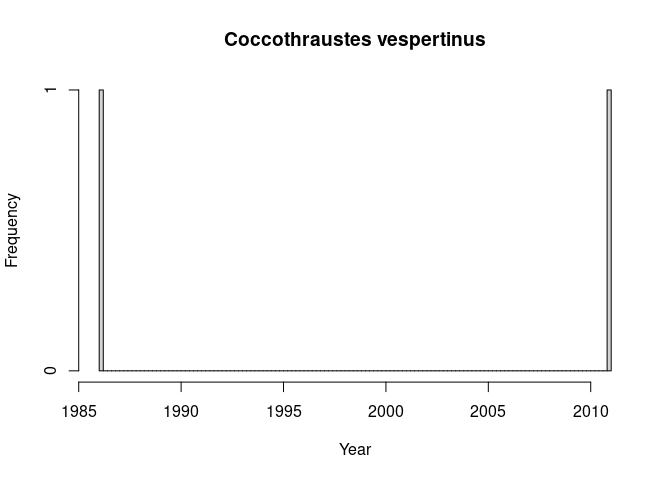 Coccothraustes vespertinus
Frequency
1
0
1985 1990 1995 2000 2005 2010
Year